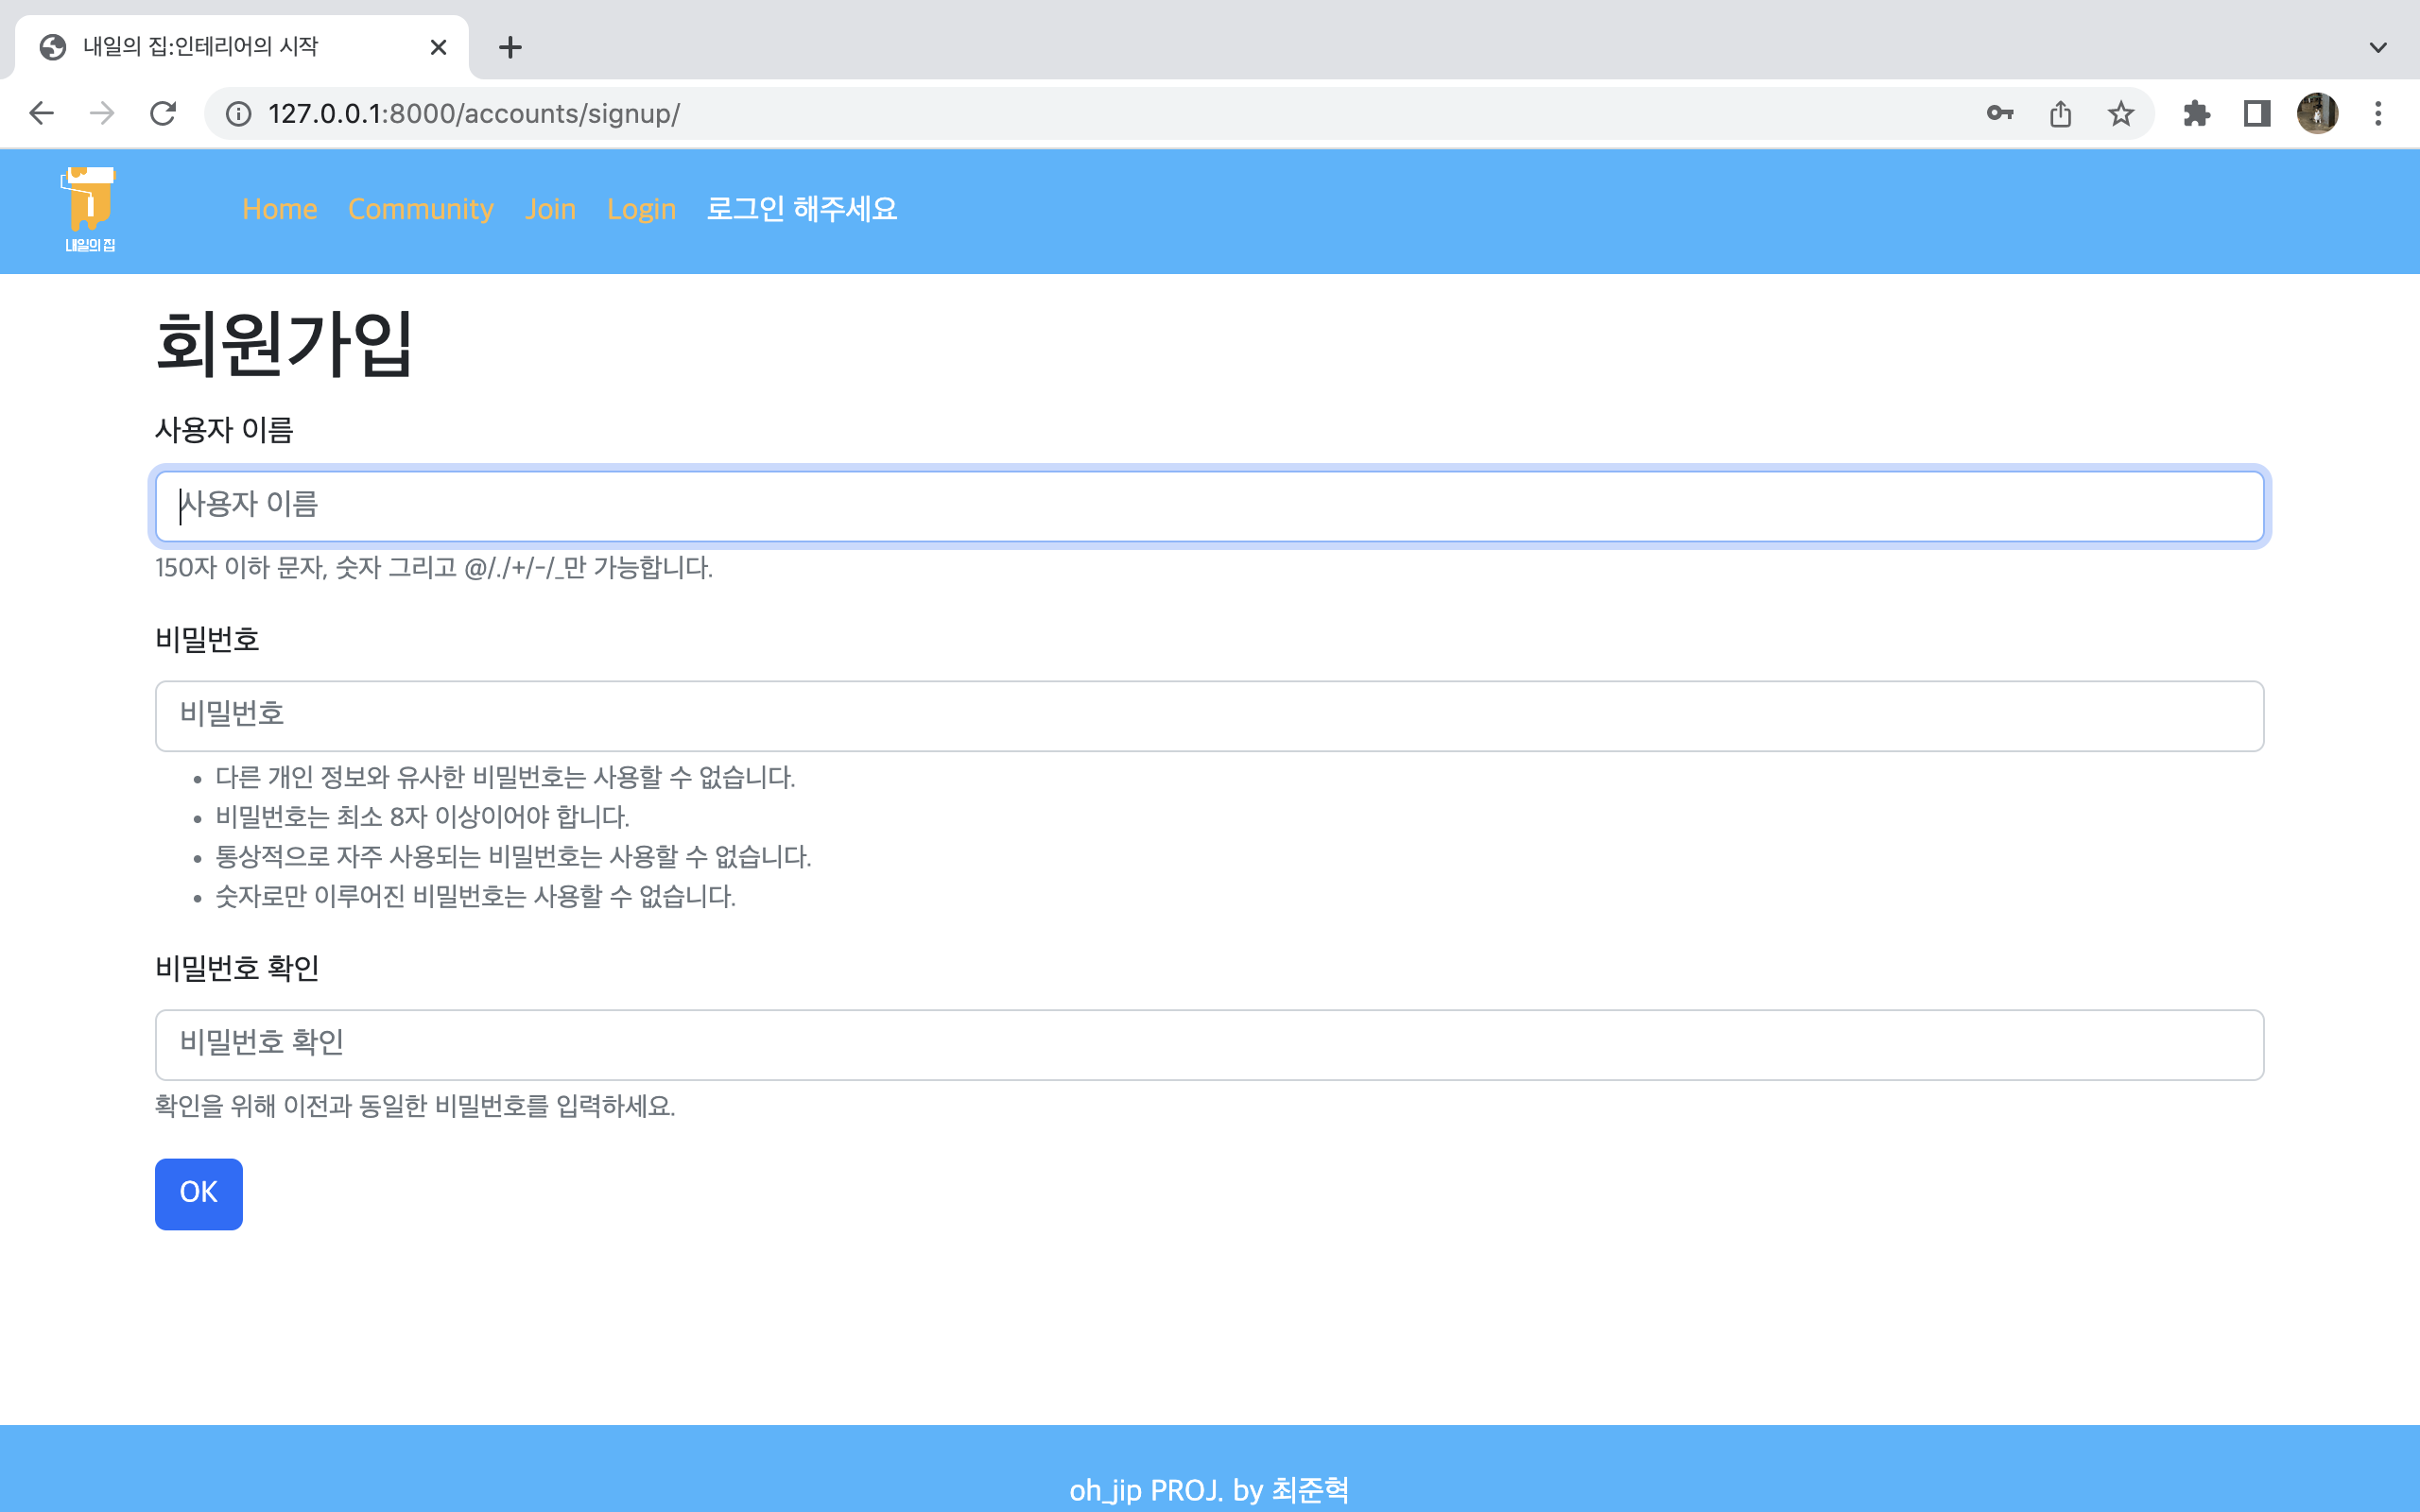 내일의 집:인테리어의 시작
127.0.0.1:8000/accounts/signup/
내일의 집
Home Community Join Login 로그인 해주세요
회원가입
사용자 이름
사용자 이름
150자 이하 문자, 숫자 그리고 @/./+/-/_만 가능합니다.
비밀번호
비밀번호
다른 개인 정보와 유사한 비밀번호는 사용할 수 없습니다.
비밀번호는 최소 8자 이상이어야 합니다.
통상적으로 자주 사용되는 비밀번호는 사용할 수 없습니다.
숫자로만 이루어진 비밀번호는 사용할 수 없습니다.
비밀번호 확인
비밀번호 확인
확인을 위해 이전과 동일한 비밀번호를 입력하세요.
OK
oh_jip PROJ. by 최준혁